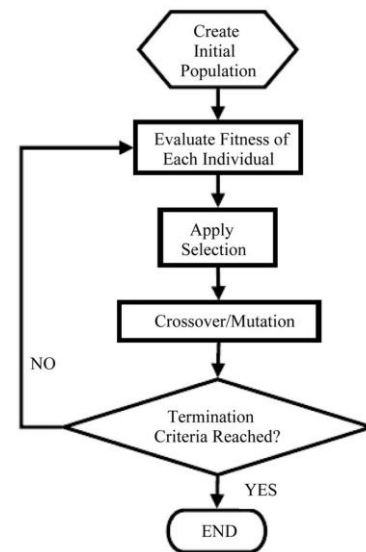 Create
Initial
Population
Evaluate Fitness of
Each Individual
Apply
Selection
Crossover/Mutation
NO
Termination
Criteria Reached?
YES
END